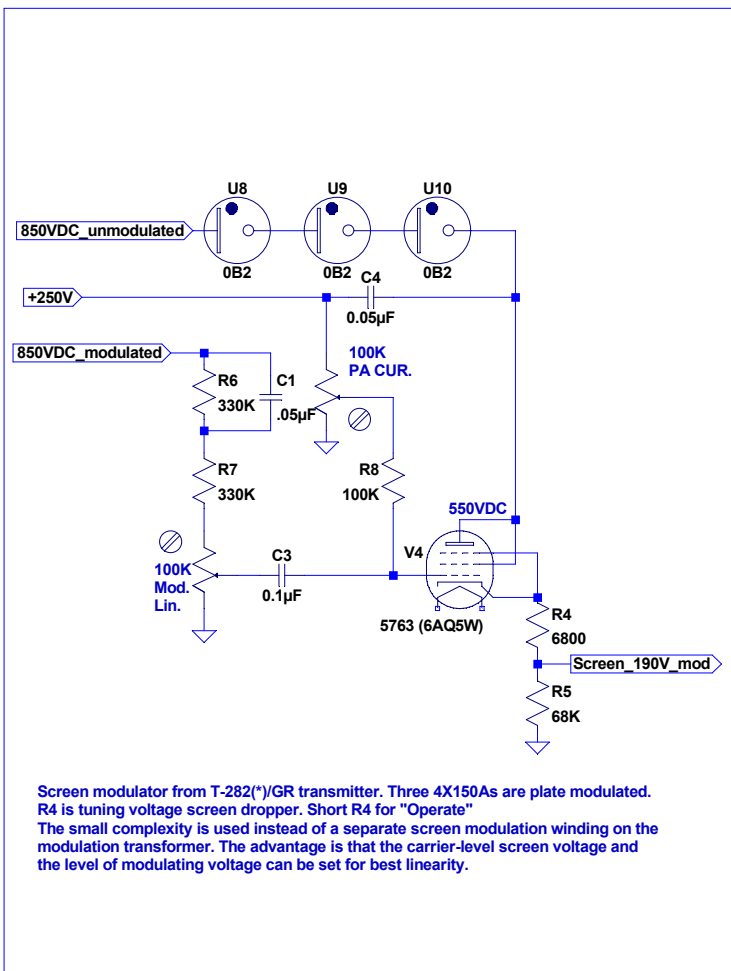 U8
U9
U10
850VDC_unmodulated
0B2
0B2
0B2
C4
+250V
0.05µF
850VDC_modulated
100K
PA CUR.
R6
330K
C1
.05µF
R7
330K
R8
100K
550VDC
V4
100K
Mod.
Lin.
C3
0.1µF
5763 (6AQ5W)
R4
6800
Screen_190V_mod
R5
68K
Screen modulator from T-282(*)/GR transmitter. Three 4X150As are plate modulated.
R4 is tuning voltage screen dropper. Short R4 for "Operate"
The small complexity is used instead of a separate screen modulation winding on the
modulation transformer. The advantage is that the carrier-level screen voltage and
the level of modulating voltage can be set for best linearity.